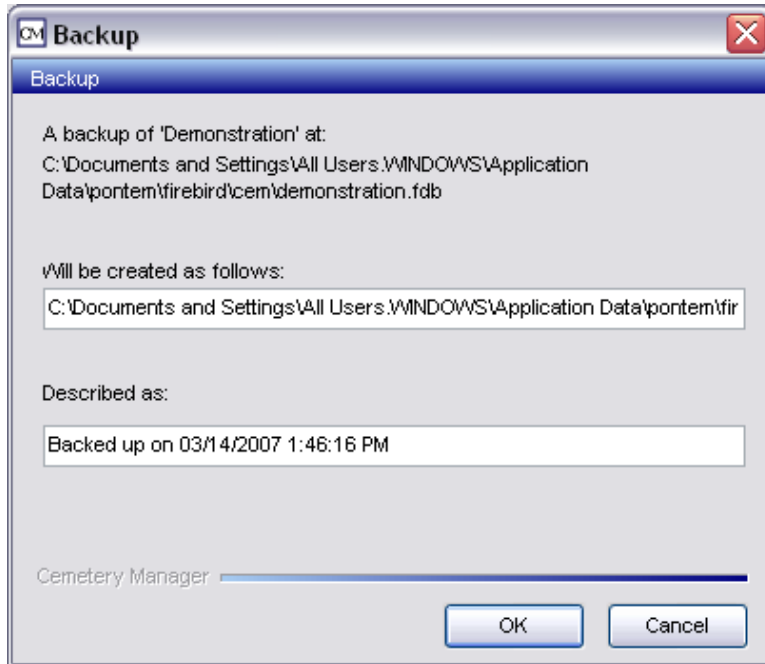 CM Backup
Backup
A backup of 'Demonstration' at:
C:\Documents and Settings\All Users.WINDOWS\Application
Data\pontem\firebird\cem\demonstration.fdb
Will be created as follows:
C:\Documents and Settings\All Users.WINDOWS\Application Data\pontem\fir
Described as:
Backed up on 03/14/2007 1:46:16 PM
Cemetery Manager
OK Cancel